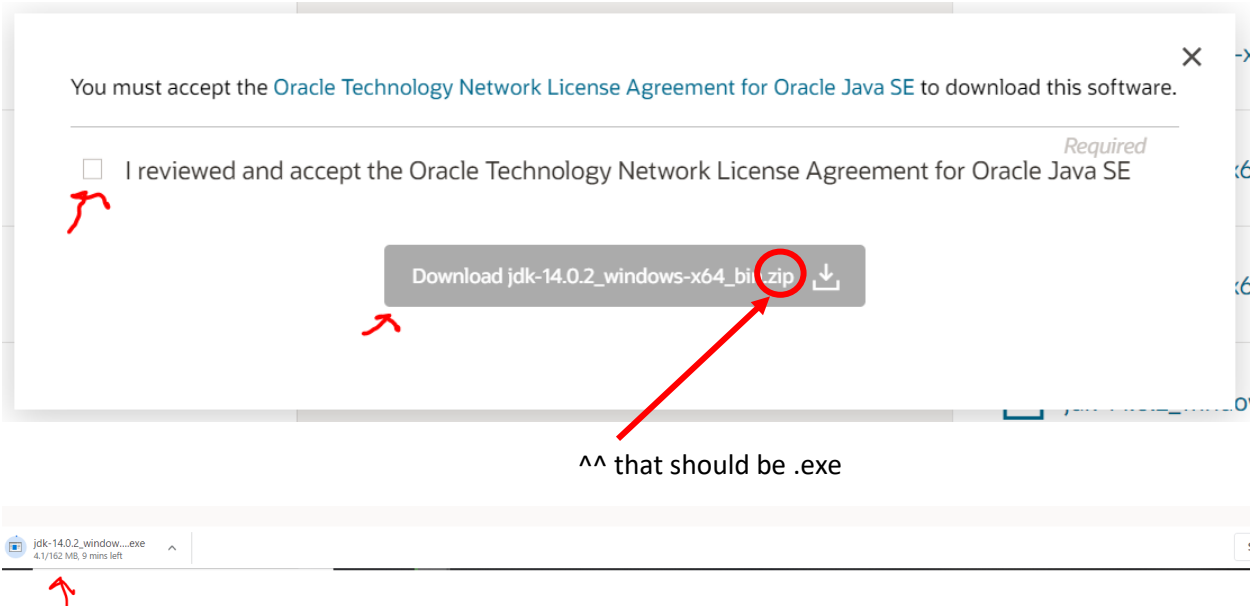 You must accept the Oracle Technology Network License Agreement for Oracle Java SE to download this software.
Required
I reviewed and accept the Oracle Technology Network License Agreement for Oracle Java SE
Download jdk-14.0.2_windows-x64_bin.zip
^^ that should be .exe
jdk-14.0.2_window....exe
4.1/162 MB, 9 mins left